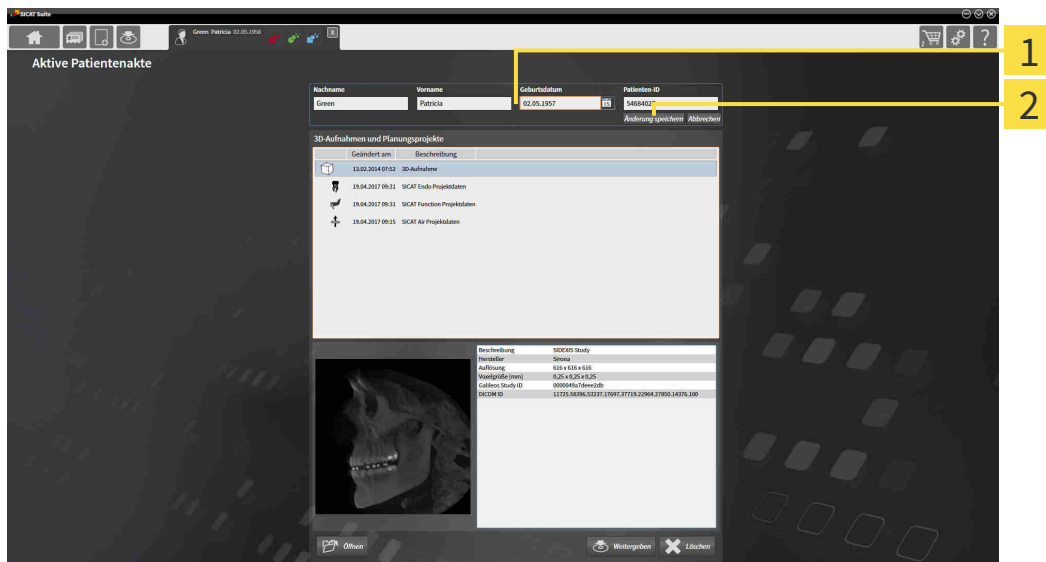 SICAT Suite
Green Patricia 02.05.1956 X
1
Aktive Patientenakte
Nachname Vorname Geburtsdatum Patienten-ID
Green Patricia 02.05.1957 15
2
Änderung speichern Abbrechen
3D-Aufnahmen und Planungsprojekte
Geändert am Beschreibung
13.02.2014 07:52 3D-Aufnahme
19.04.2017 09:31 SICAT Endo Projektdaten
19.04.2017 09:31 SICAT Function Projektdaten
19.04.2017 09:15 SICAT Air Projektdaten
Beschreibung SIDEXIS Study
Hersteller Sirona
Auflösung 616 x 616 x 616
Voxelgröße [mm] 0,25 x 0,25 x 0,25
Galileos Study ID 0000049a7deee2db
DICOM ID 11725.58396.53237.17697.37719.22964.27850.14376.100
Öffnen Weitergeben Löschen